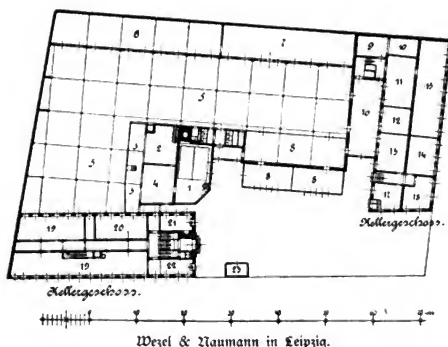 6 7 9 10
11 15
5 10
12
3 2 8 13 14
5
4 1 8 8
3 17 18
19 20 21
Kellergeschoss.
19 22
23
Kellergeschoss.
Wezel & Naumann in Leipzig.